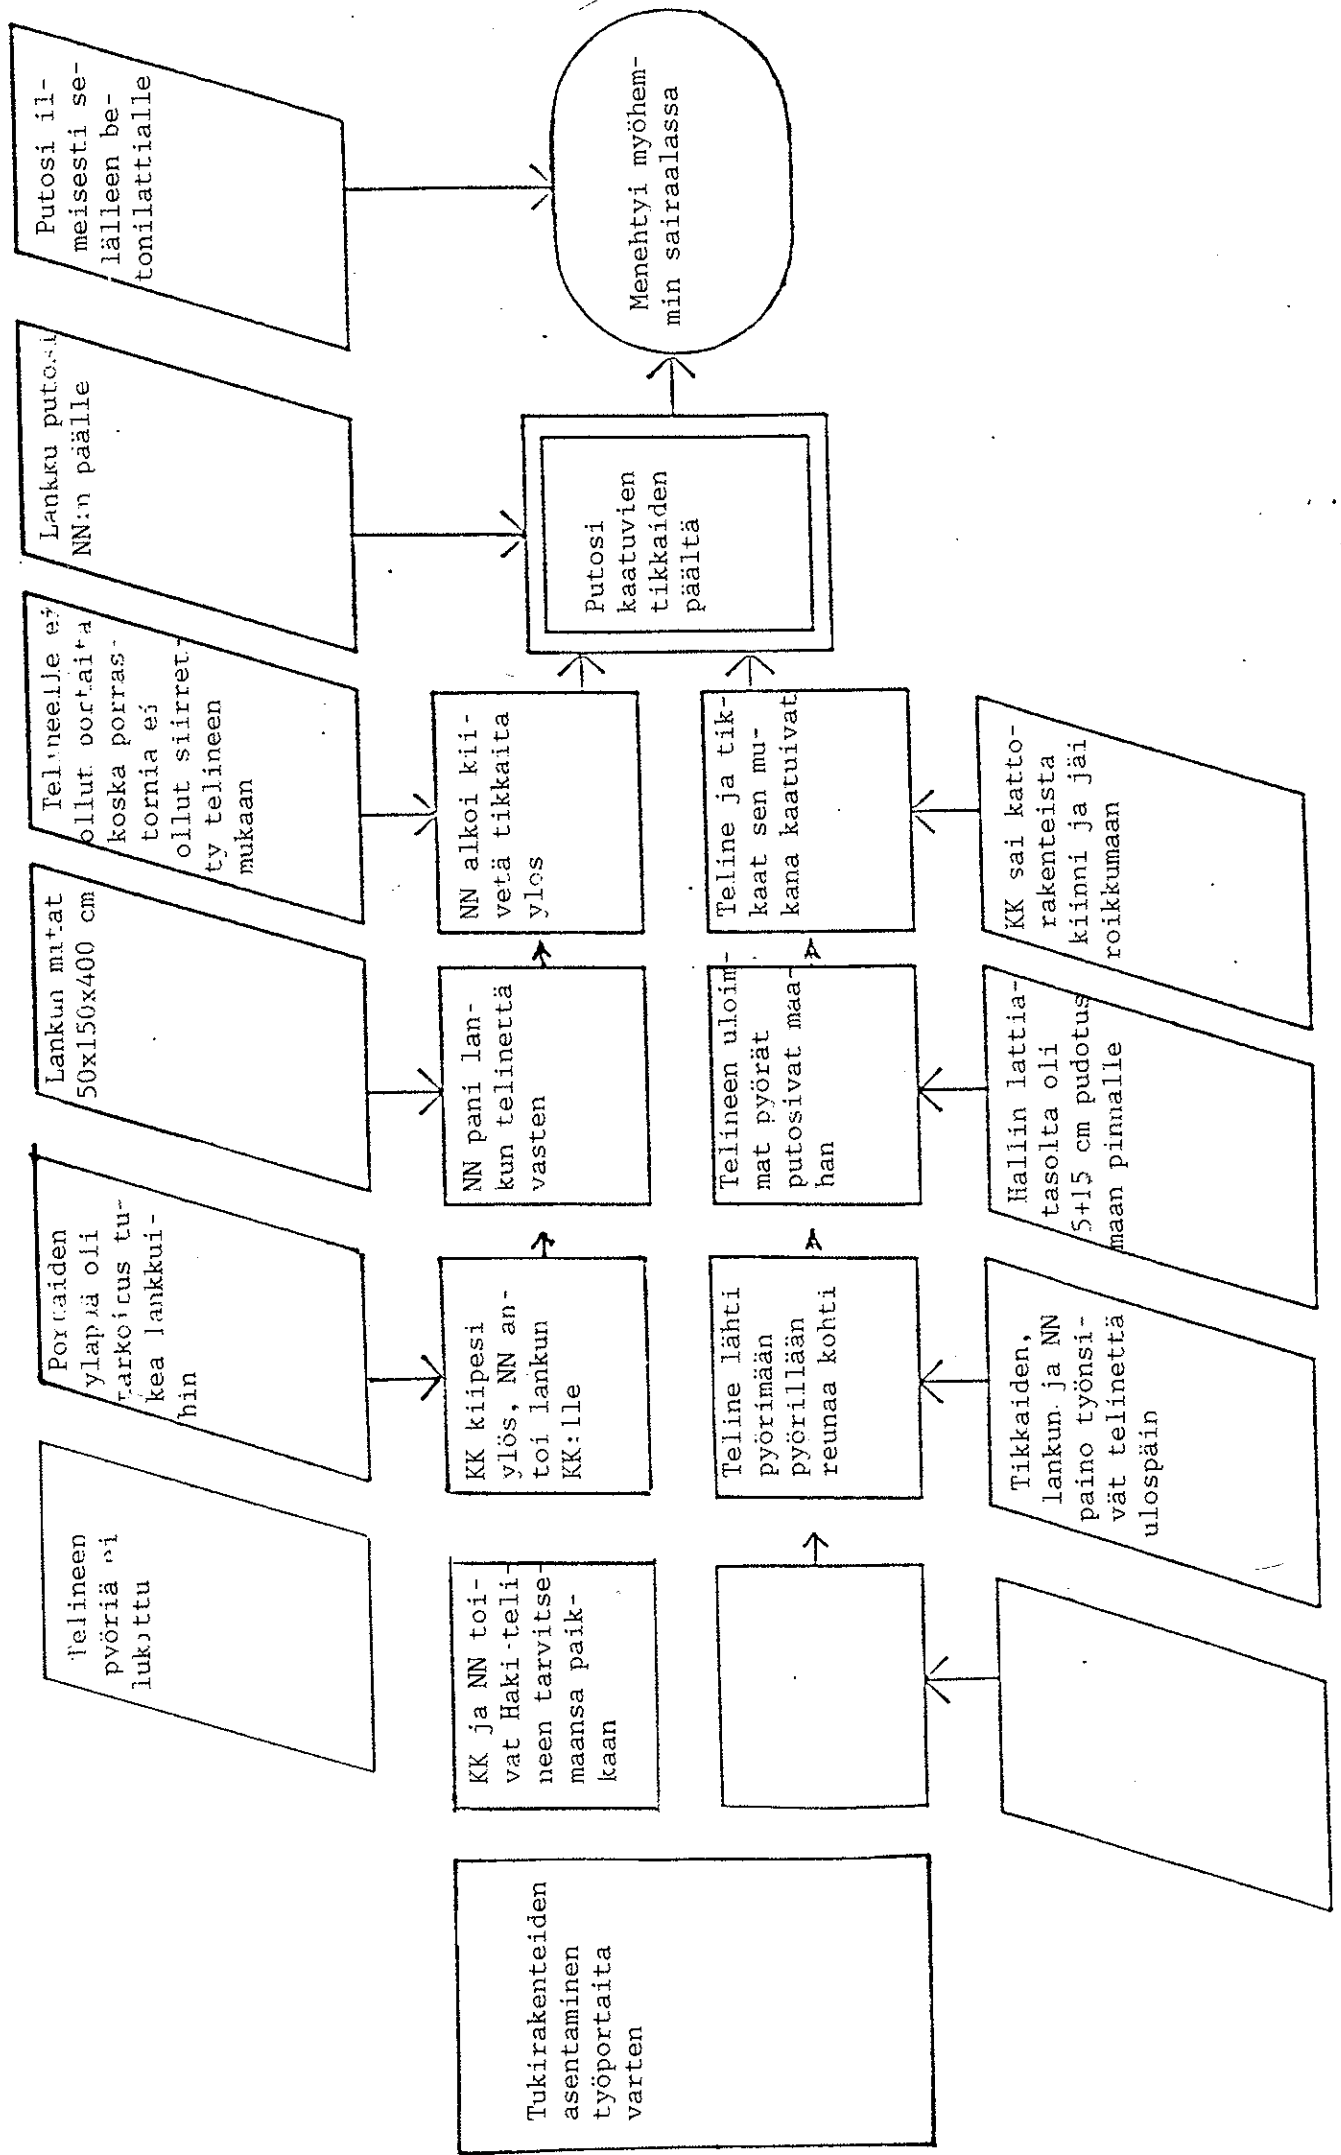 Telineen
pyöriä ei
lukittu
Portaiden
yläpää oli
tarkoitus tu-
kea lankkui-
hin
Lankun mitat
50x150x400 cm
Telineelle ei
ollut portaita
koska porras-
tornia ei
ollut siirret-
ty telineen
mukaan
Lankku putosi
NN:n päälle
Putosi il-
meisesti se-
lälleen be-
tonilattialle
Tukirakenteiden
asentaminen
työportaita
varten
KK ja NN toi-
vat Haki-teli-
neen tarvitse-
maansa paik-
kaan
KK kiipesi
ylös, NN an-
toi lankun
KK:lle
NN pani lan-
kun telinettä
vasten
NN alkoi kii-
vetä tikkaita
ylös
Putosi
kaatuvien
tikkaiden
päältä
Menehtyi myöhem-
min sairaalassa
Teline lähti
pyörimään
pyörillään
reunaa kohti
Telineen uloim-
mat pyörät
putosivat maa-
han
Teline ja tik-
kaat sen mu-
kana kaatuivat
Tikkaiden,
lankun ja NN
paino työnsi-
vät telinettä
ulospäin
Hallin lattia-
tasolta oli
5+15 cm pudotus
maan pinnalle
KK sai katto-
rakenteista
kiinni ja jäi
roikkumaan